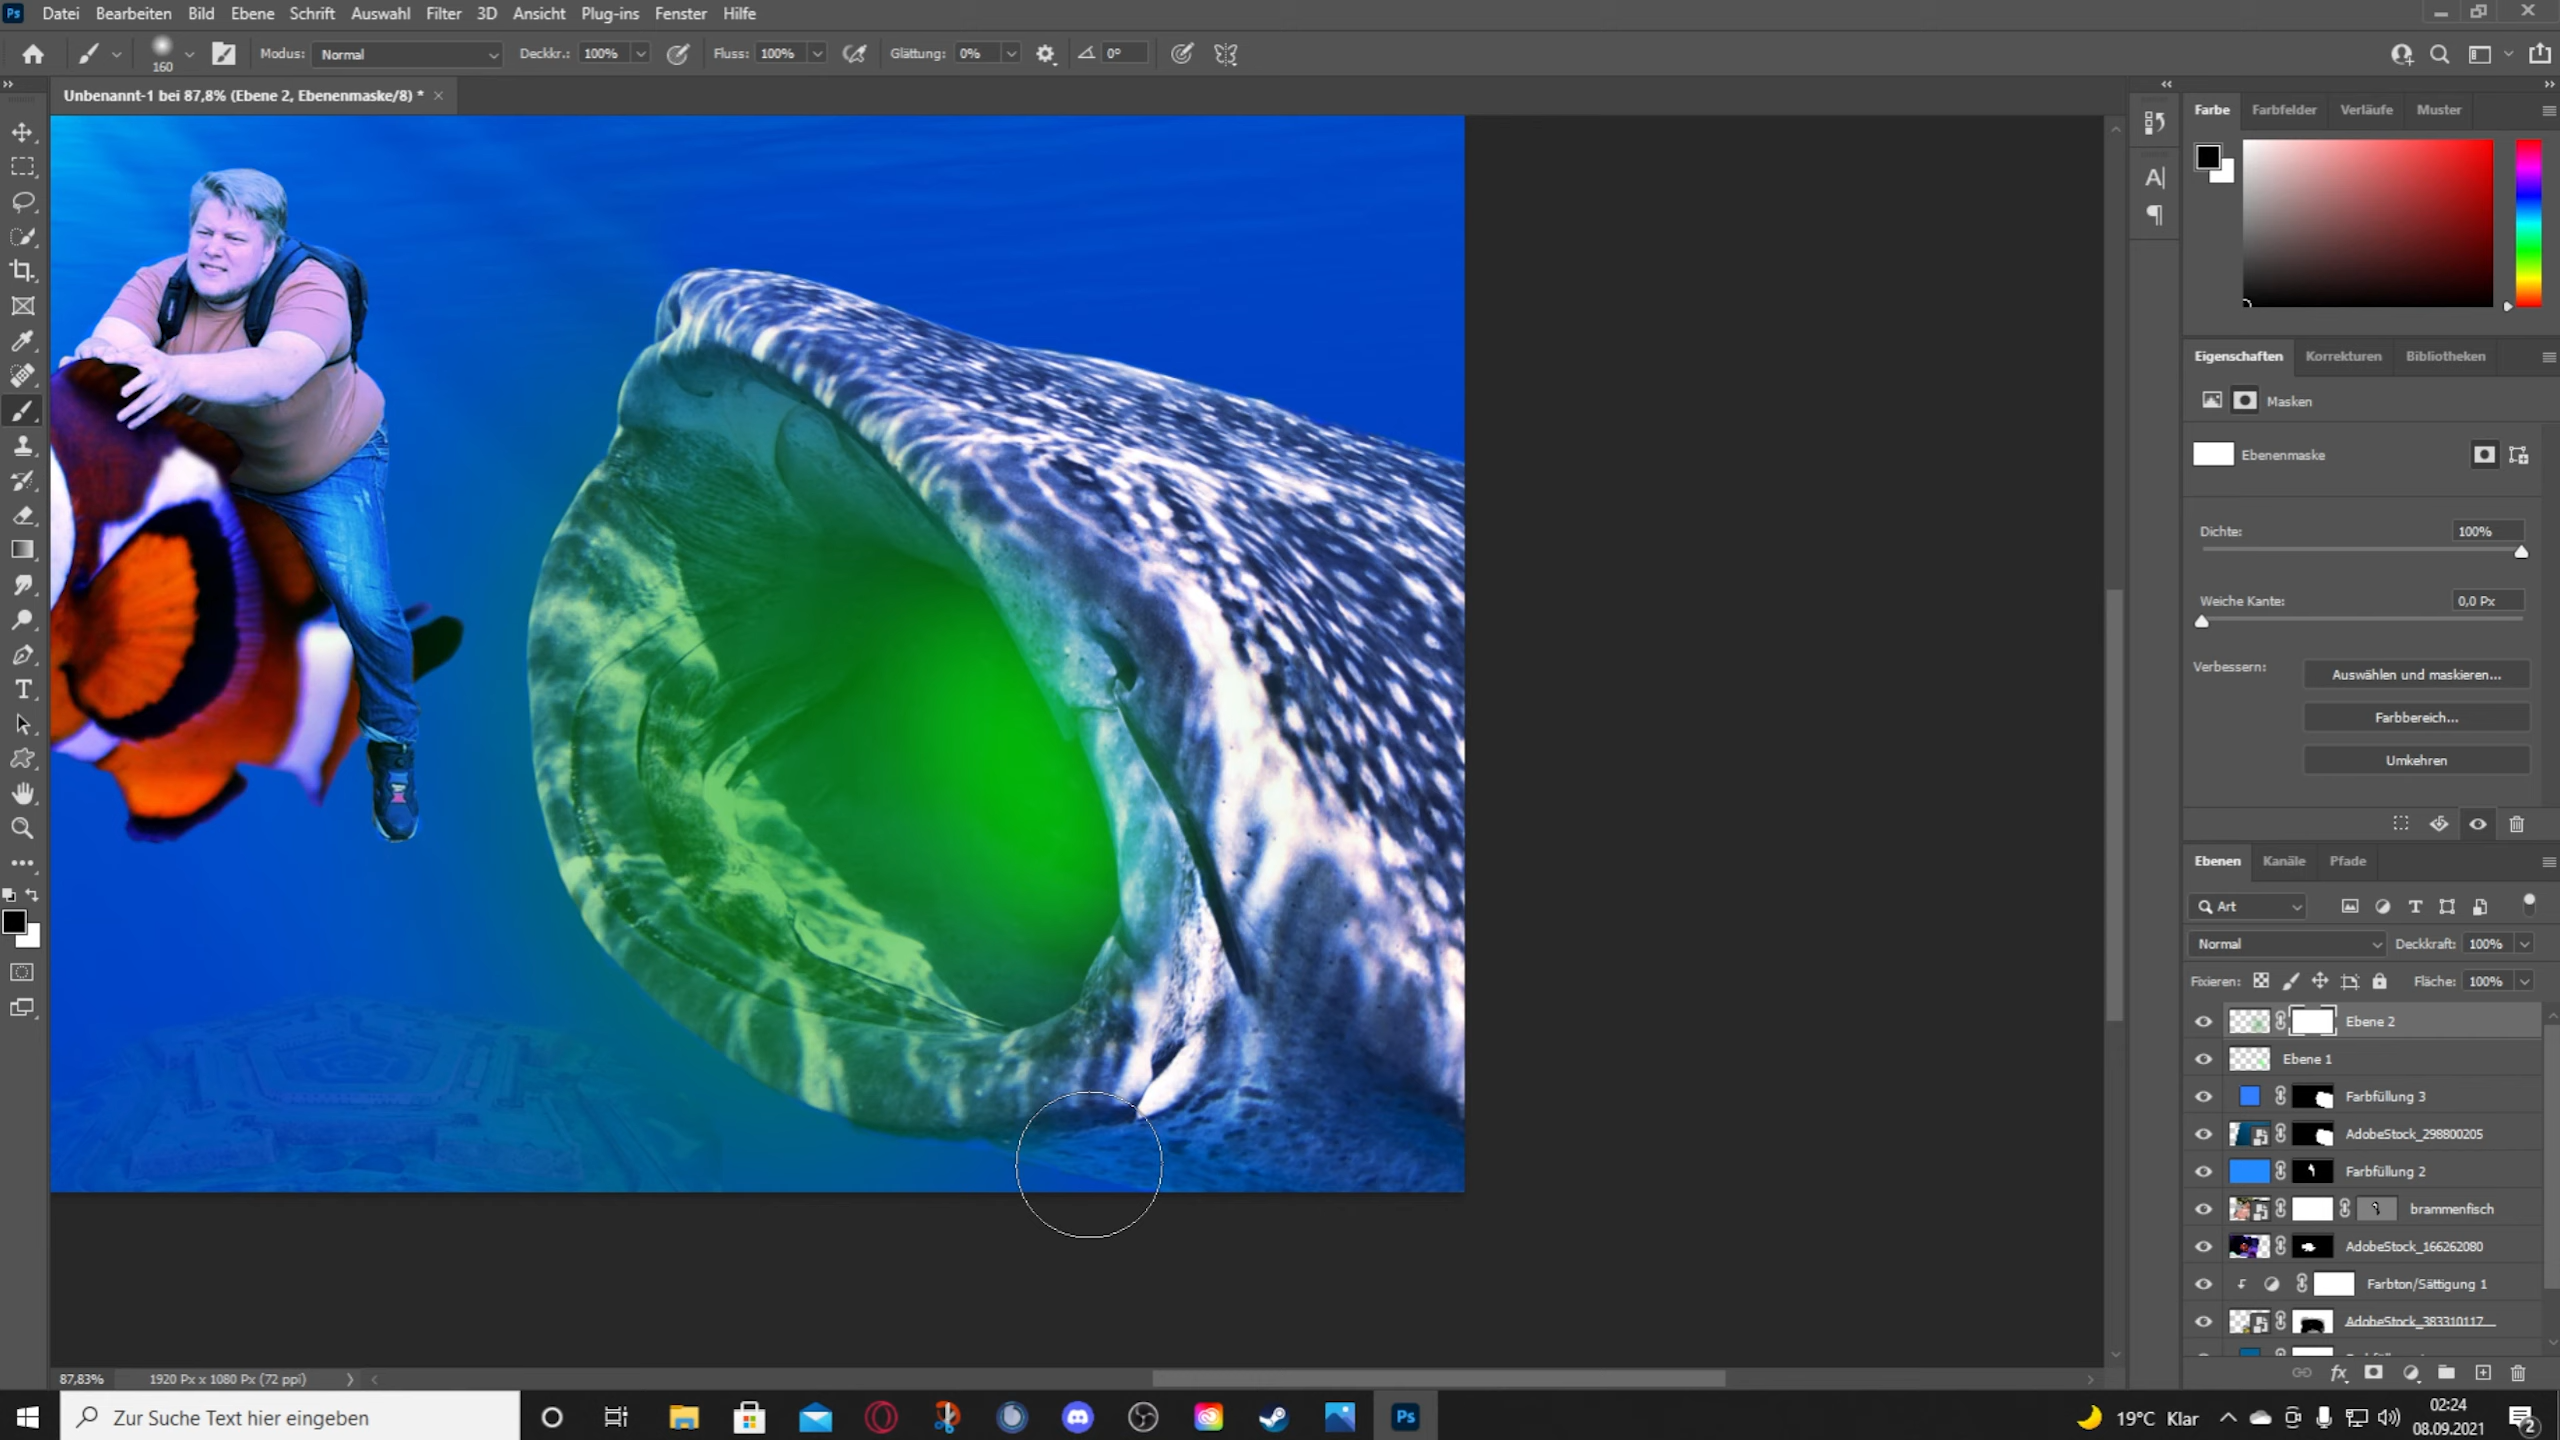 Ps Datei Bearbeiten Bild Ebene Schrift Auswahl Filter 3D Ansicht Plug-ins Fenster Hilfe
160 Modus: Normal Deckkr.: 100% Fluss: 100% Glättung: 0% 0°
Unbenannt-1 bei 87,8% (Ebene 2, Ebenenmaske/8) *
Farbe Farbfelder Verläufe Muster
Eigenschaften Korrekturen Bibliotheken
Masken
Ebenenmaske
Dichte: 100%
Weiche Kante: 0,0 Px
Verbessern: Auswählen und maskieren...
Farbbereich...
Umkehren
Ebenen Kanäle Pfade
Art
Normal Deckkraft: 100%
Fixieren: Fläche: 100%
Ebene 2
Ebene 1
Farbfüllung 3
AdobeStock_298800205
Farbfüllung 2
brammenfisch
AdobeStock_166262080
Farbton/Sättigung 1
AdobeStock_383310117
87,83% 1920 Px x 1080 Px (72 ppi)
Zur Suche Text hier eingeben
Ps
19°C Klar
02:24
08.09.2021
2